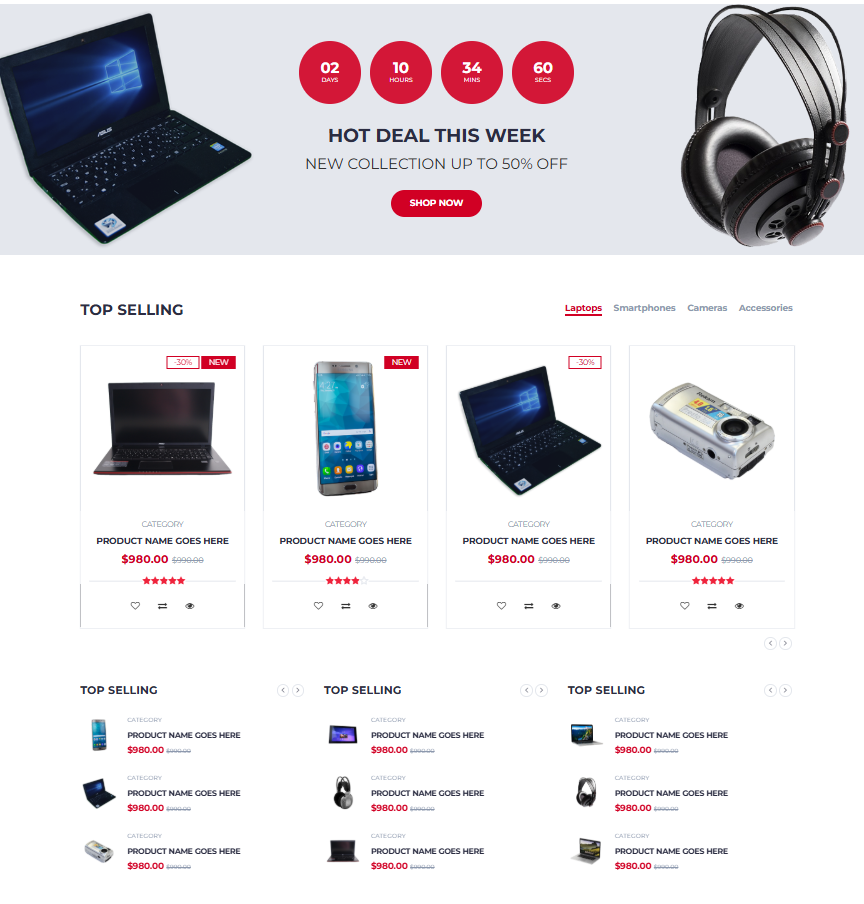 02 10 34 60
DAYS HOURS MINS SECS
HOT DEAL THIS WEEK
NEW COLLECTION UP TO 50% OFF
SHOP NOW
ASUS
TOP SELLING
Laptops Smartphones Cameras Accessories
-30% NEW
NEW
-30%
CATEGORY CATEGORY CATEGORY CATEGORY
PRODUCT NAME GOES HERE PRODUCT NAME GOES HERE PRODUCT NAME GOES HERE PRODUCT NAME GOES HERE
$980.00 $990.00 $980.00 $990.00 $980.00 $990.00 $980.00 $990.00
TOP SELLING TOP SELLING TOP SELLING
CATEGORY CATEGORY CATEGORY
PRODUCT NAME GOES HERE PRODUCT NAME GOES HERE PRODUCT NAME GOES HERE
$980.00 $990.00 $980.00 $990.00 $980.00 $990.00
CATEGORY CATEGORY CATEGORY
PRODUCT NAME GOES HERE PRODUCT NAME GOES HERE PRODUCT NAME GOES HERE
$980.00 $990.00 $980.00 $990.00 $980.00 $990.00
CATEGORY CATEGORY CATEGORY
PRODUCT NAME GOES HERE PRODUCT NAME GOES HERE PRODUCT NAME GOES HERE
$980.00 $990.00 $980.00 $990.00 $980.00 $990.00